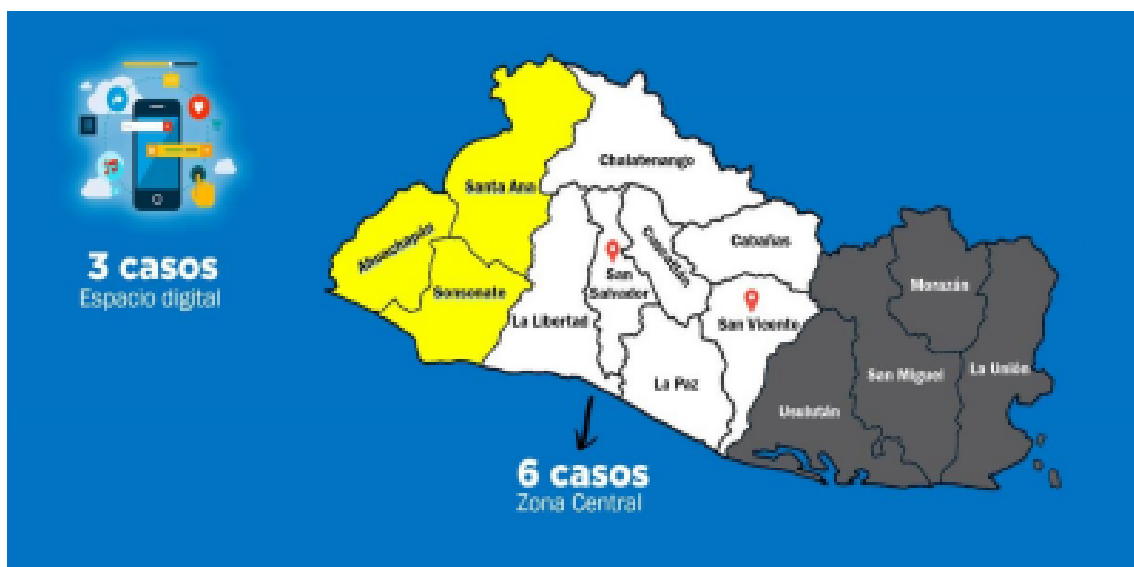 3 casos
Espacio digital
Chalatenango
Santa Ana
Ahuachapán
Sonsonate
La Libertad
San
Salvador
Cuscatlán
Cabañas
San Vicente
La Paz
Morazán
San Miguel
La Unión
Usulután
6 casos
Zona Central